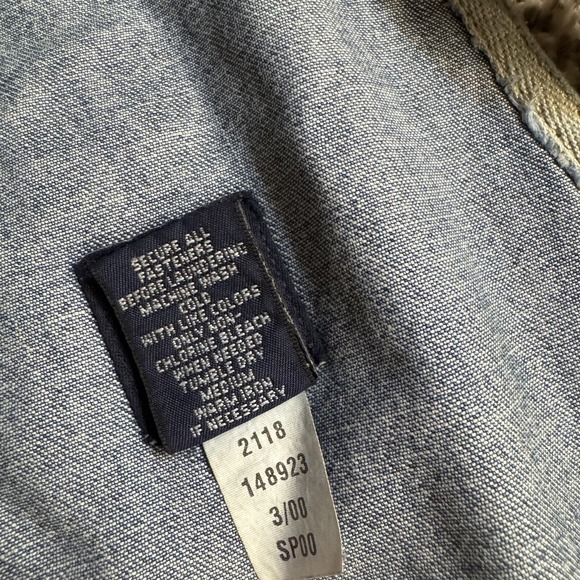 SECURE ALL
FASTNERS
BEFORE LAUNDERING
MACHINE WASH
COLD
WITH LIKE COLORS
ONLY NON-
CHLORINE BLEACH
WHEN NEEDED
TUMBLE DRY
MEDIUM
WARM IRON
IF NECESSARY
2118
148923
3/00
SP00